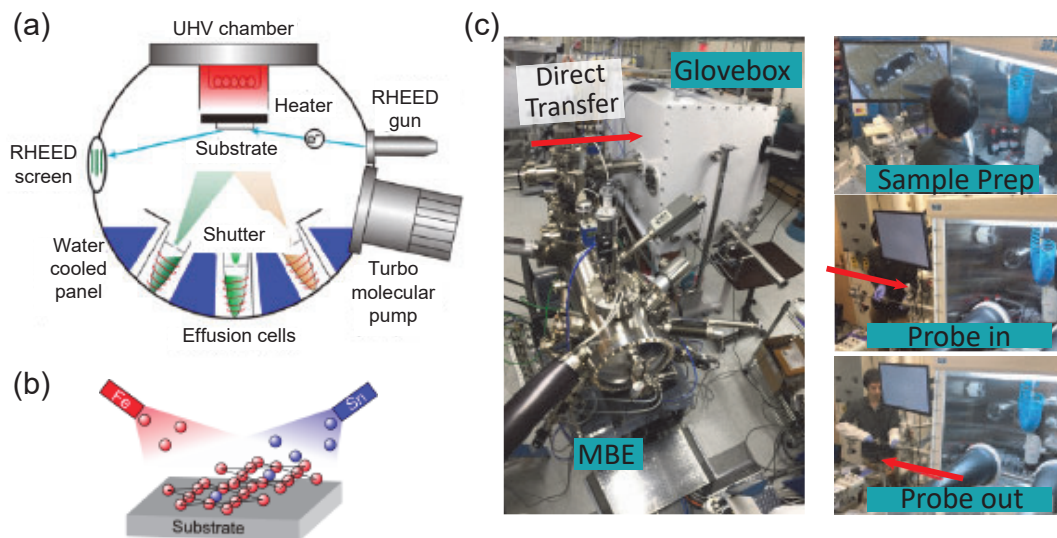 (a)
UHV chamber
Heater
RHEED
gun
e-
RHEED
screen
Substrate
Shutter
Water
cooled
panel
Effusion cells
Turbo
molecular
pump
(b)
Fe
Sn
Substrate
(c)
Direct
Transfer
Glovebox
MBE
Sample Prep
Probe in
Probe out